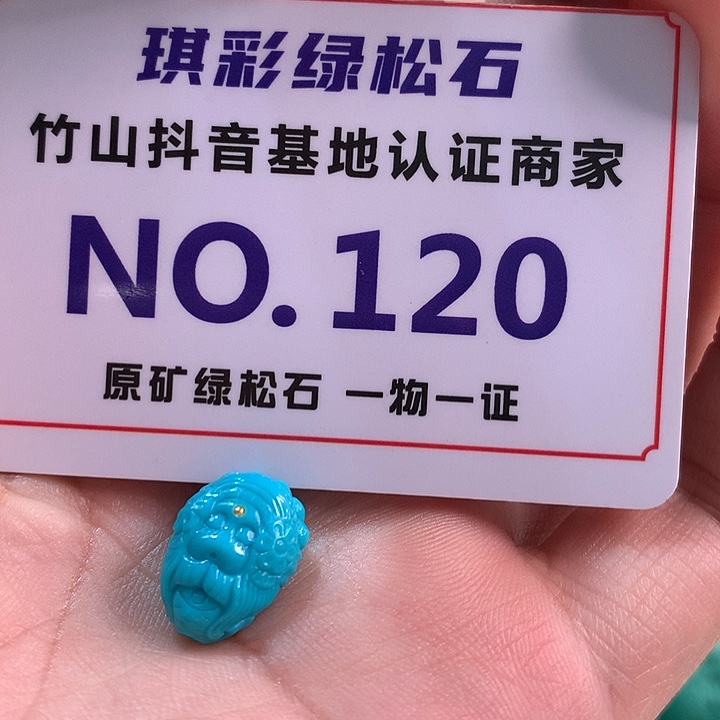 琪彩绿松石
竹山抖音基地认证商家
NO.120
原矿绿松石 一物一证